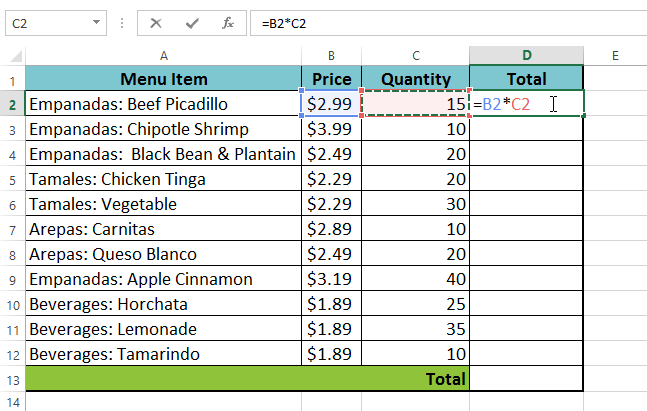 C2 fx =B2*C2
A B C D E
1 Menu Item Price Quantity Total
2 Empanadas: Beef Picadillo $2.99 15 =B2*C2
3 Empanadas: Chipotle Shrimp $3.99 10
4 Empanadas: Black Bean & Plantain $2.49 20
5 Tamales: Chicken Tinga $2.29 20
6 Tamales: Vegetable $2.29 30
7 Arepas: Carnitas $2.89 10
8 Arepas: Queso Blanco $2.49 20
9 Empanadas: Apple Cinnamon $3.19 40
10 Beverages: Horchata $1.89 25
11 Beverages: Lemonade $1.89 35
12 Beverages: Tamarindo $1.89 10
13 Total
14